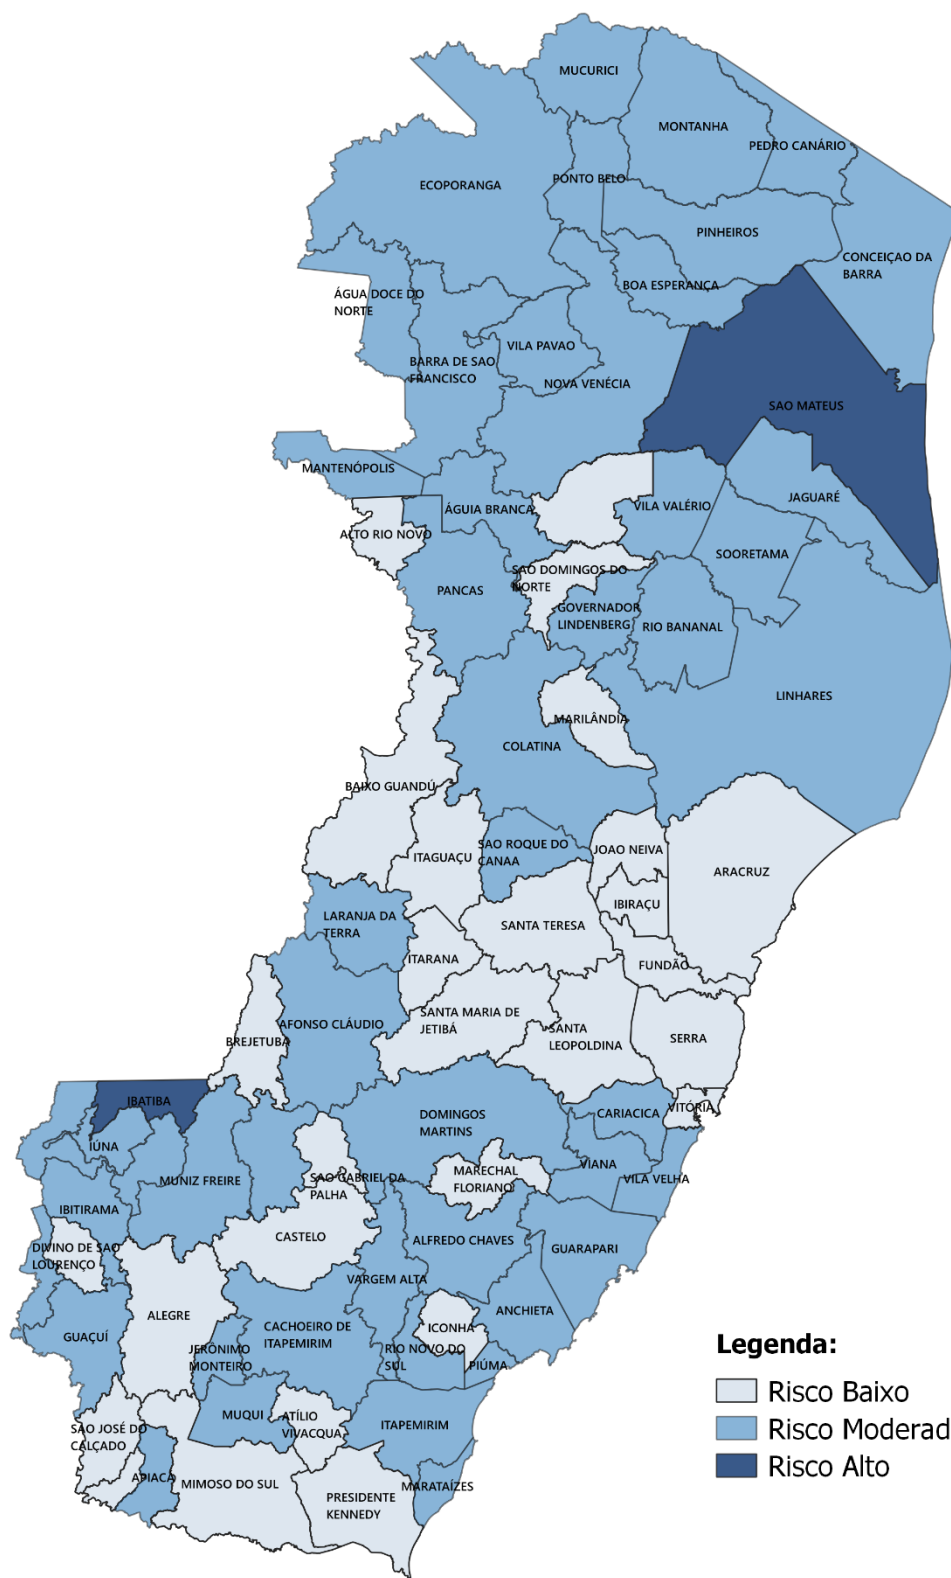 MUCURICI
MONTANHA
PEDRO CANÁRIO
ECOPORANGA
PONTO BELO
PINHEIROS
CONCEIÇAO DA
BARRA
BOA ESPERANÇA
ÁGUA DOCE DO
NORTE
VILA PAVAO
BARRA DE SAO
FRANCISCO
NOVA VENÉCIA
SAO MATEUS
MANTENÓPOLIS
JAGUARÉ
ÁGUIA BRANCA
VILA VALÉRIO
ALTO RIO NOVO
SOORETAMA
SAO DOMINGOS DO
NORTE
PANCAS
GOVERNADOR
LINDENBERG
RIO BANANAL
LINHARES
MARILÂNDIA
COLATINA
BAIXO GUANDÚ
SAO ROQUE DO
CANAA
JOAO NEIVA
ITAGUAÇU
ARACRUZ
IBIRAÇU
LARANJA DA
TERRA
SANTA TERESA
ITARANA
FUNDÃO
SANTA MARIA DE
JETIBÁ
AFONSO CLÁUDIO
SANTA
LEOPOLDINA
BREJETUBA
SERRA
IBATIBA
VITÓRIA
DOMINGOS
MARTINS
CARIACICA
IÚNA
VIANA
MARECHAL
FLORIANO
SAO GABRIEL DA
PALHA
MUNIZ FREIRE
VILA VELHA
IBITIRAMA
CASTELO
ALFREDO CHAVES
GUARAPARI
DIVINO DE SAO
LOURENÇO
VARGEM ALTA
ANCHIETA
ALEGRE
CACHOEIRO DE
ITAPEMIRIM
ICONHA
GUAÇUÍ
JERÔNIMO
MONTEIRO
RIO NOVO DO
SUL
PIÚMA
MUQUI
ATÍLIO
VIVACQUA
ITAPEMIRIM
SÃO JOSÉ DO
CALÇADO
APIACÁ
MIMOSO DO SUL
MARATAÍZES
PRESIDENTE
KENNEDY
Legenda:
Risco Baixo
Risco Moderad
Risco Alto